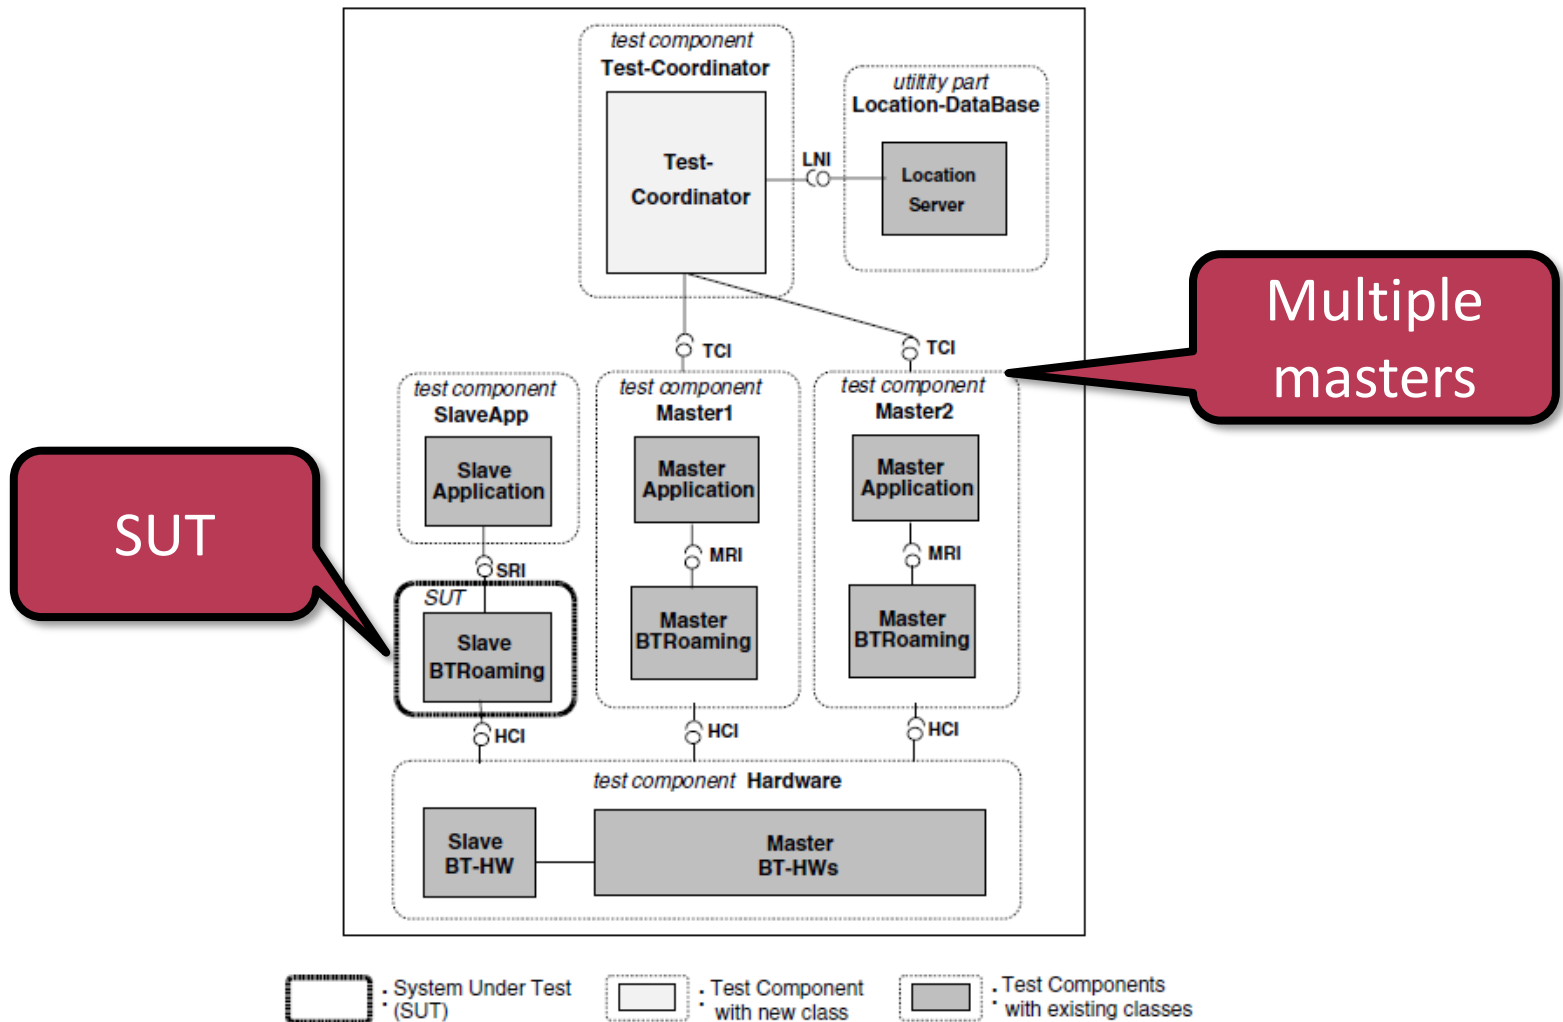 test component
Test-Coordinator
Test-
Coordinator
utiltity part
Location-DataBase
LNI
Location
Server
Multiple
masters
TCI
TCI
test component
SlaveApp
Slave
Application
SRI
test component
Master1
Master
Application
MRI
Master
BTRoaming
test component
Master2
Master
Application
MRI
Master
BTRoaming
SUT
SUT
Slave
BTRoaming
HCI
HCI
HCI
test component Hardware
Slave
BT-HW
Master
BT-HWs
: System Under Test
(SUT)
: Test Component
with new class
: Test Components
with existing classes